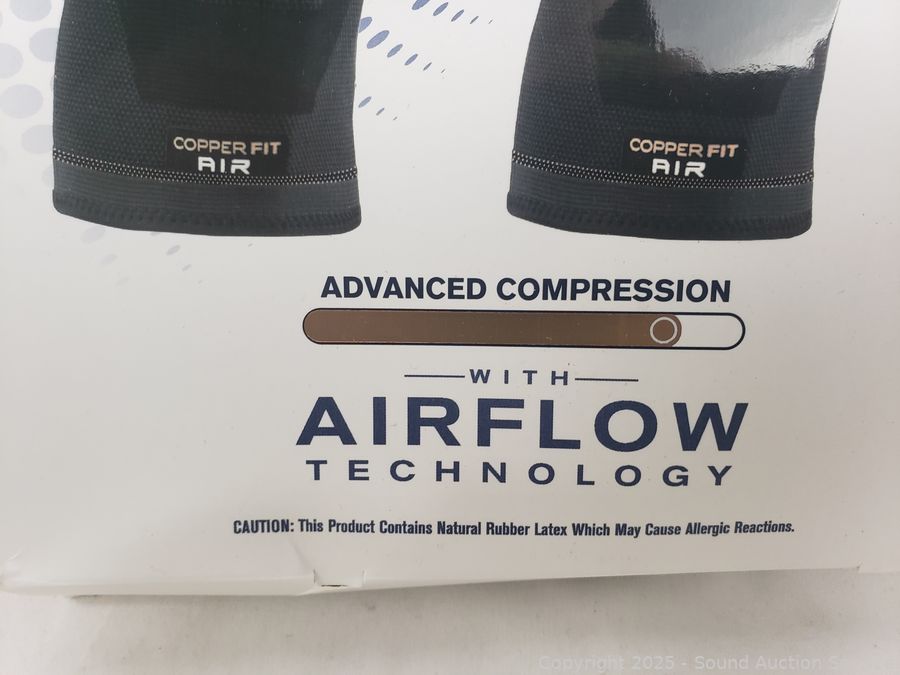 COPPER FIT
AIR
COPPER FIT
AIR
ADVANCED COMPRESSION
WITH
AIRFLOW
TECHNOLOGY
CAUTION: This Product Contains Natural Rubber Latex Which May Cause Allergic Reactions.
Copyright 2025 - Sound Auction